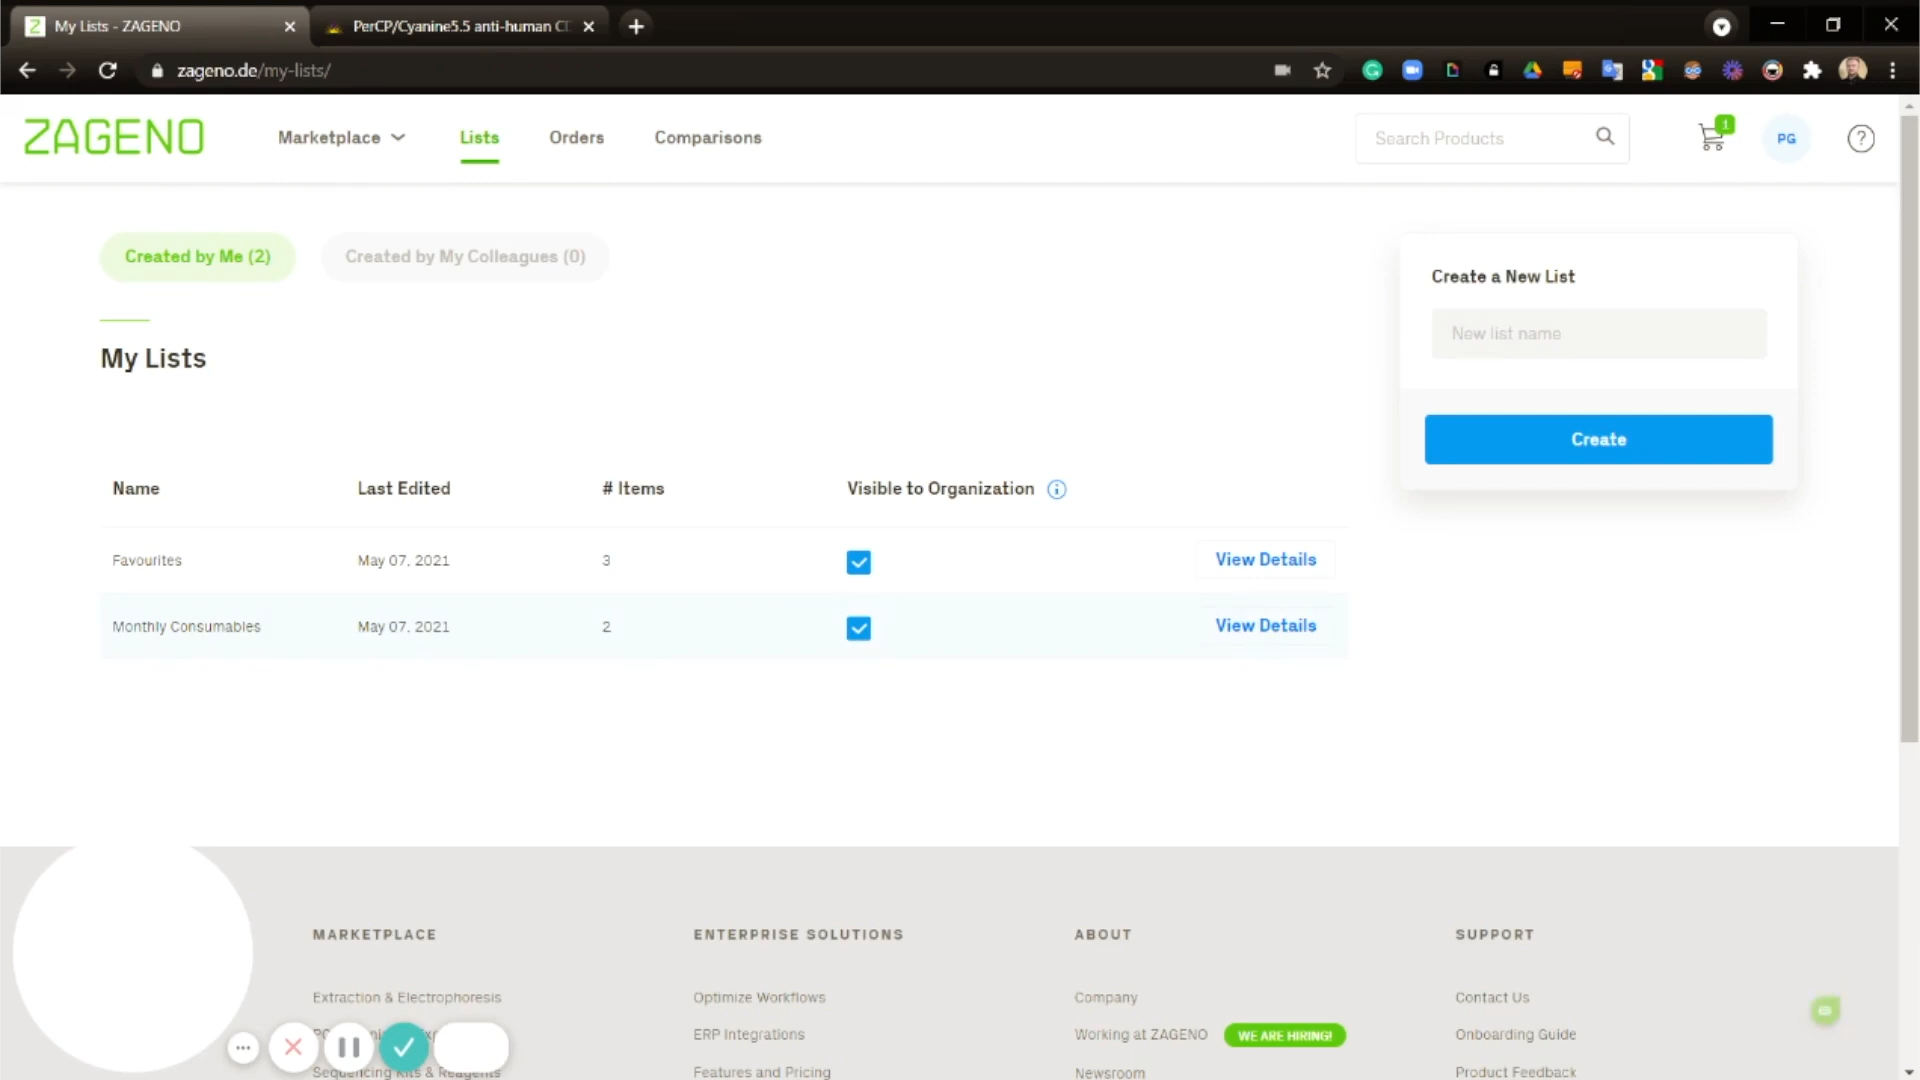 My Lists - ZAGENO
PerCP/Cyanine5.5 anti-human
zageno.de/my-lists/
ZAGENO
Marketplace
Lists
Orders
Comparisons
Search Products
1
PG
?
Created by Me (2)
Created by My Colleagues (0)
Create a New List
New list name
Create
My Lists
Name Last Edited # Items Visible to Organization
Favourites May 07, 2021 3 View Details
Monthly Consumables May 07, 2021 2 View Details
MARKETPLACE ENTERPRISE SOLUTIONS ABOUT SUPPORT
Extraction & Electrophoresis Optimize Workflows Company Contact Us
ERP Integrations Working at ZAGENO WE ARE HIRING! Onboarding Guide
Sequencing Kits & Reagents Features and Pricing Newsroom Product Feedback